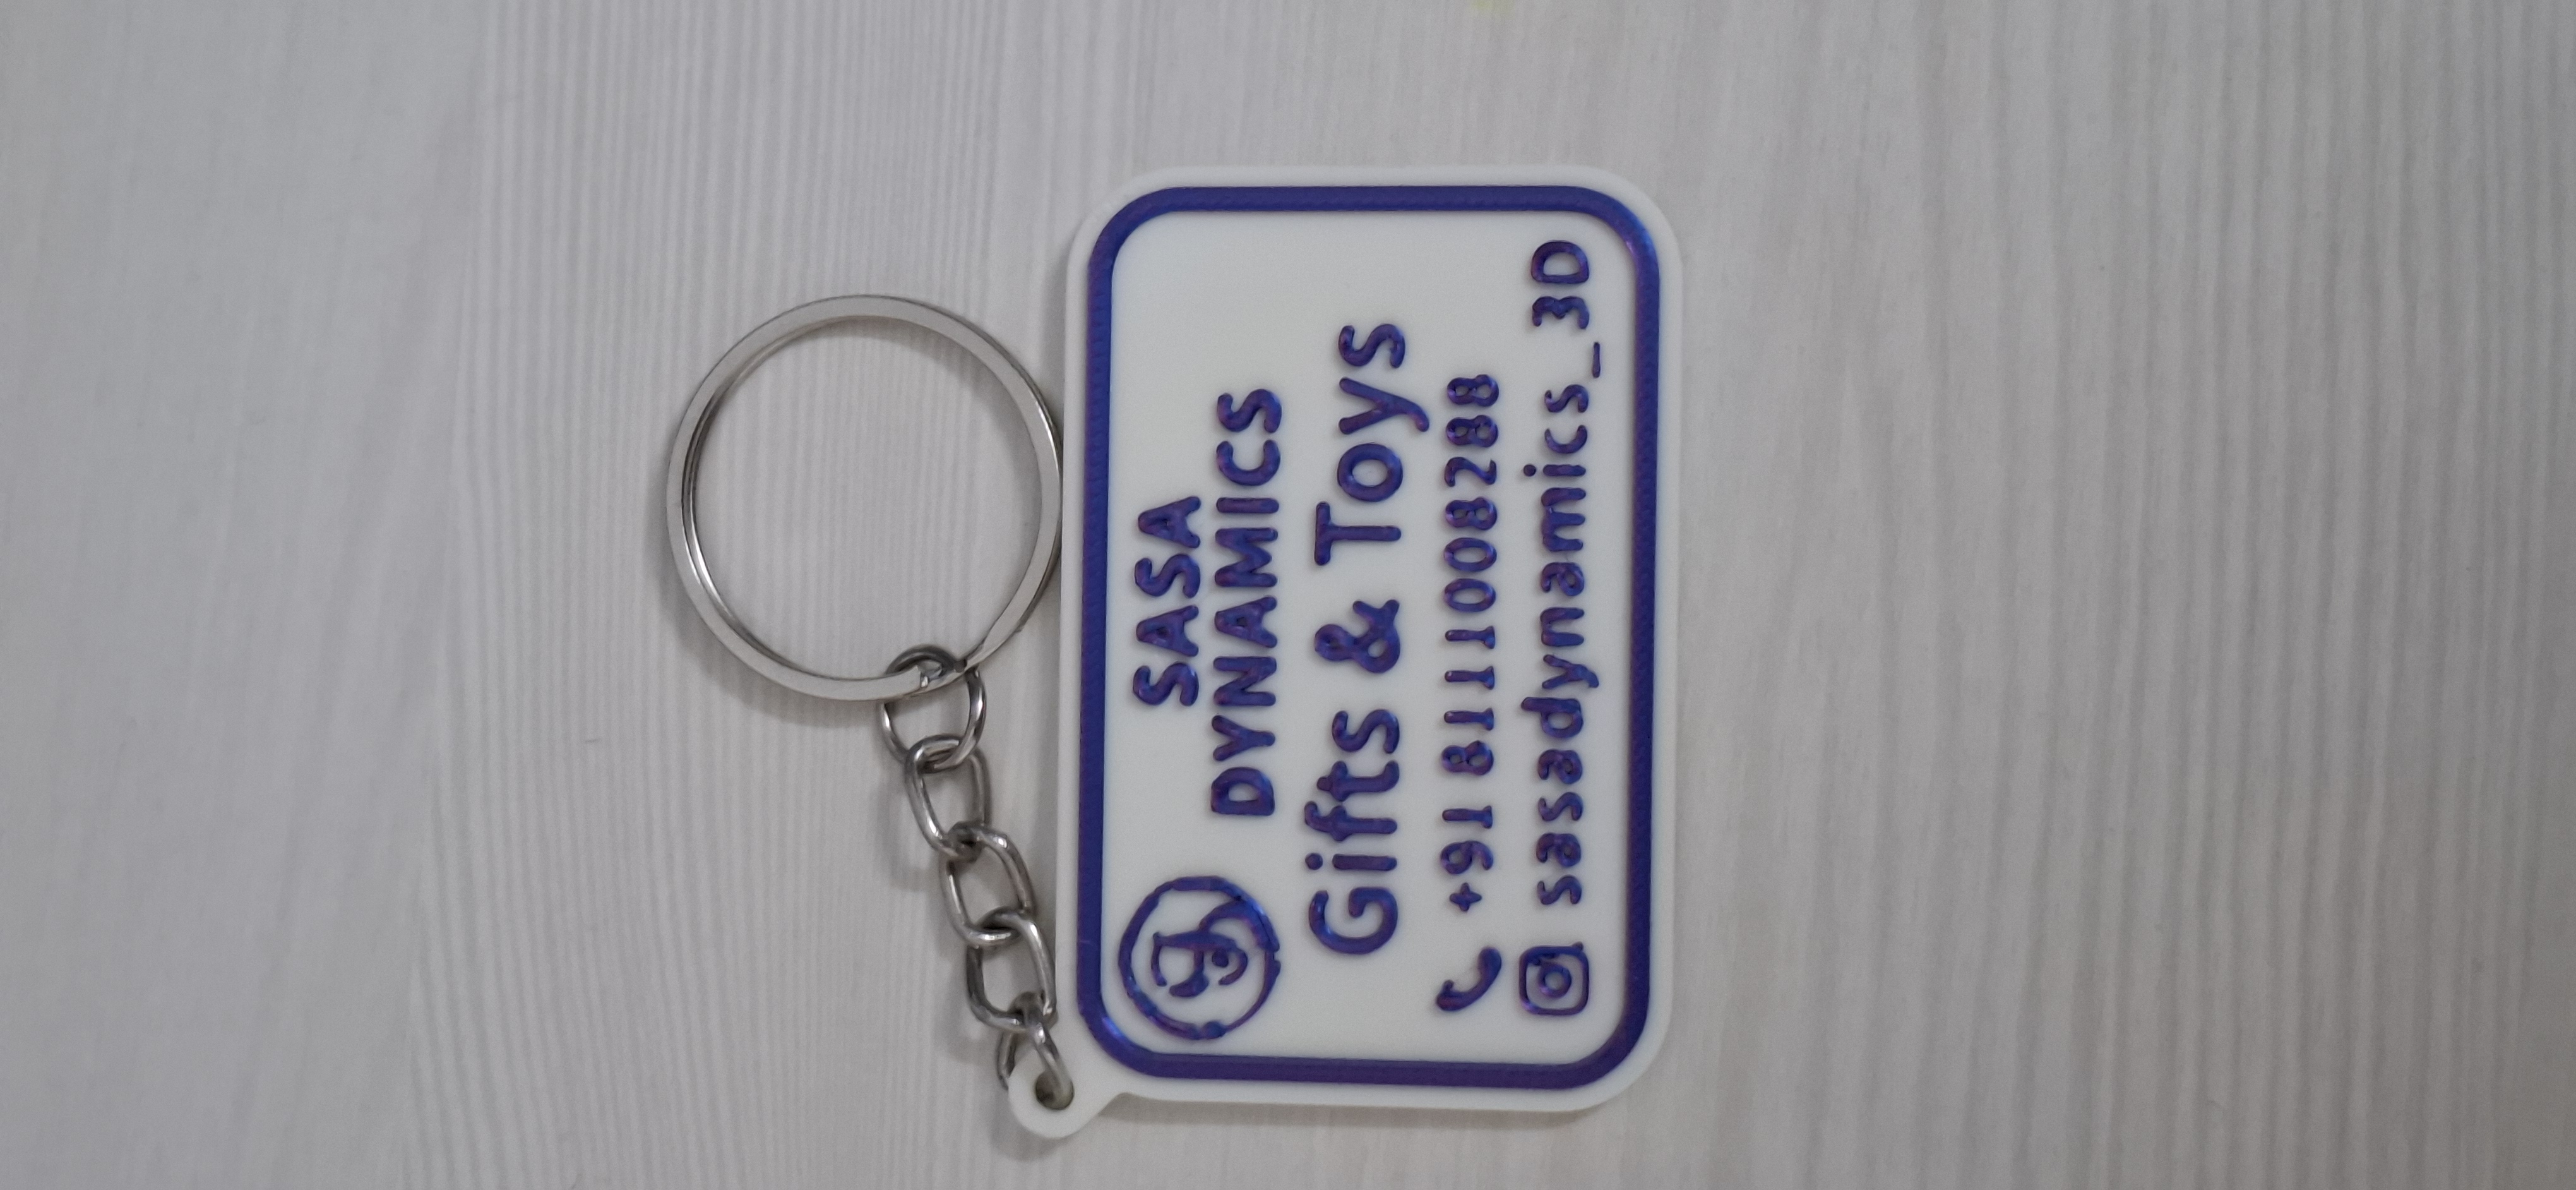 SASA
DYNAMICS
Gifts & Toys
+91 8111008288
sasadynamics_3D